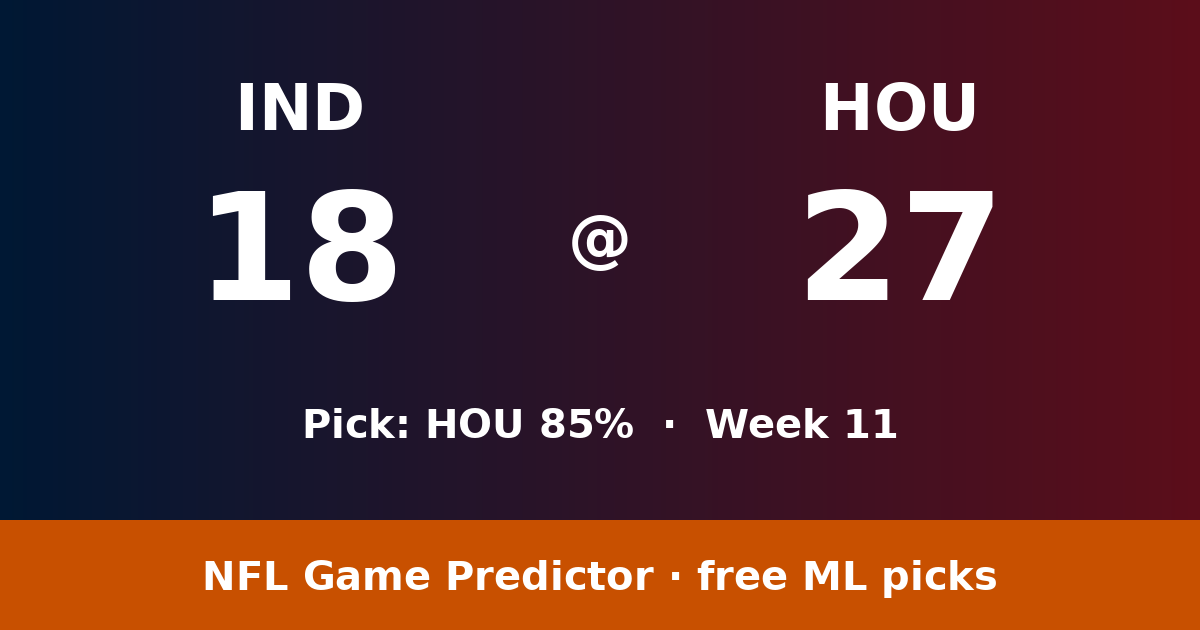 IND
HOU
18 @ 27
Pick: HOU 85% · Week 11
NFL Game Predictor · free ML picks